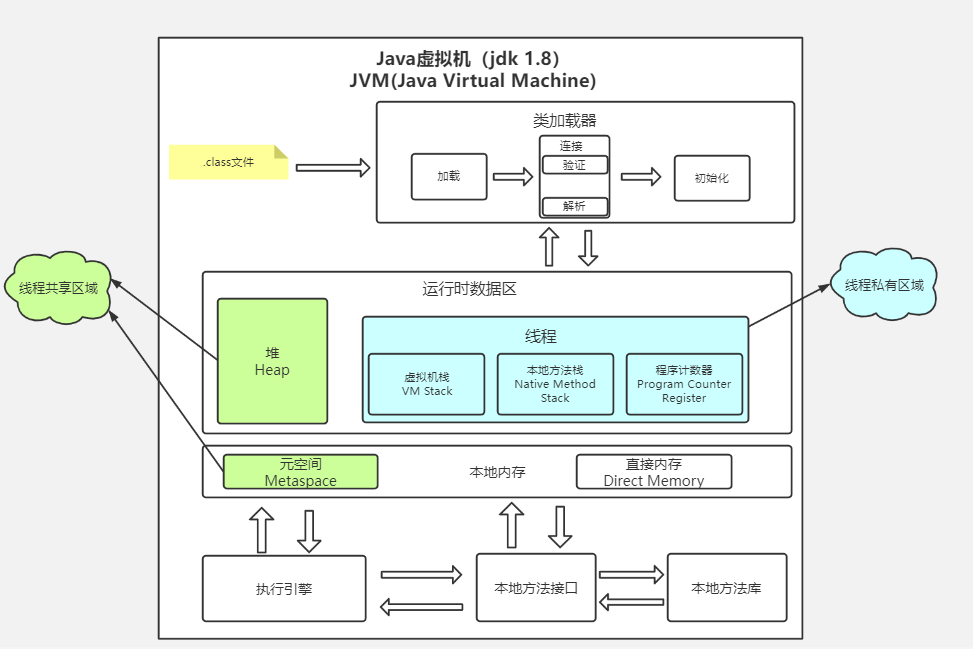 Java虚拟机（jdk 1.8）
JVM(Java Virtual Machine)
类加载器
.class文件
加载
连接
验证
解析
初始化
线程共享区域
线程私有区域
运行时数据区
堆
Heap
线程
虚拟机栈
VM Stack
本地方法栈
Native Method
Stack
程序计数器
Program Counter
Register
元空间
Metaspace
本地内存
直接内存
Direct Memory
执行引擎
本地方法接口
本地方法库